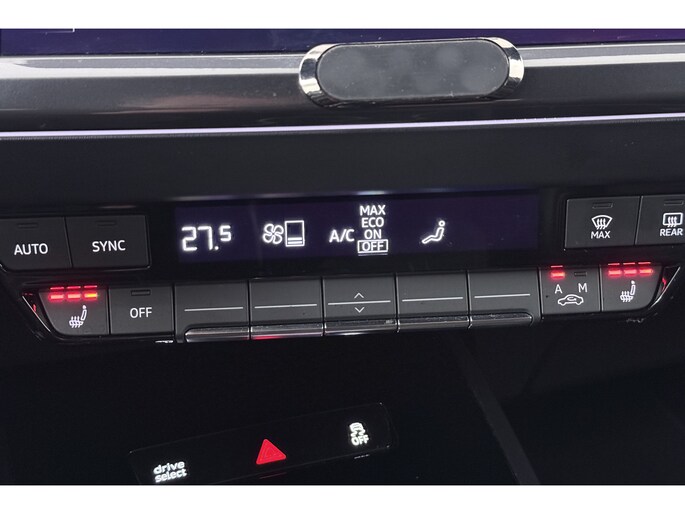 MAX
ECO
27.5 A/C ON
OFF
AUTO SYNC MAX REAR
OFF A M
OFF
drive
select